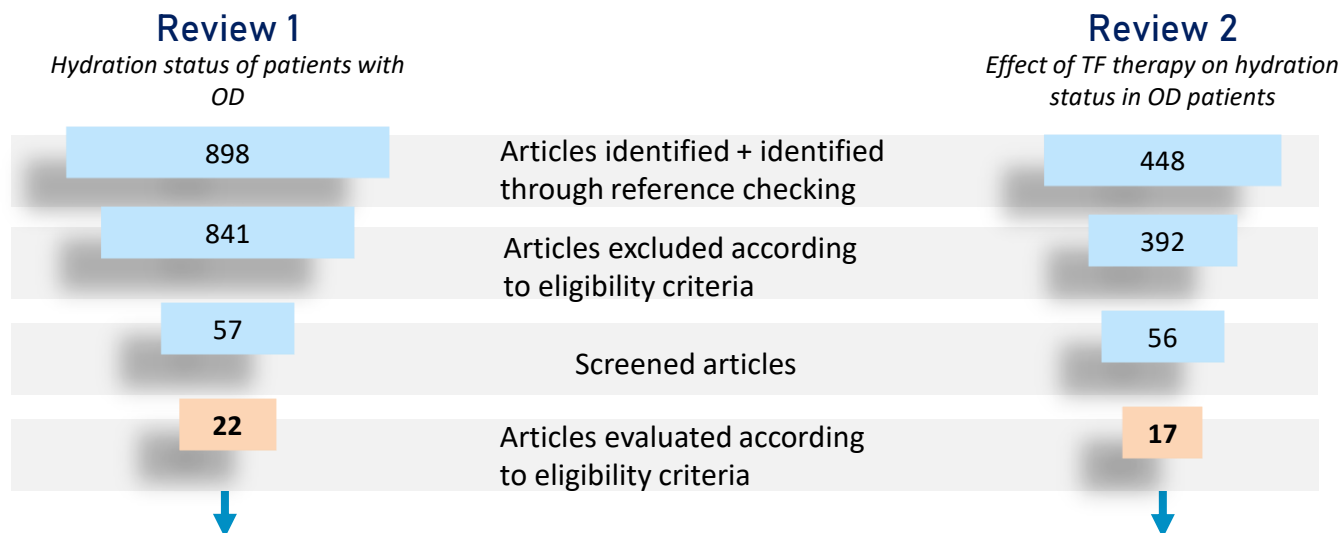 Review 1
Hydration status of patients with
OD
Review 2
Effect of TF therapy on hydration
status in OD patients
898
Articles identified + identified
through reference checking
448
841
Articles excluded according
to eligibility criteria
392
57
Screened articles
56
22
Articles evaluated according
to eligibility criteria
17